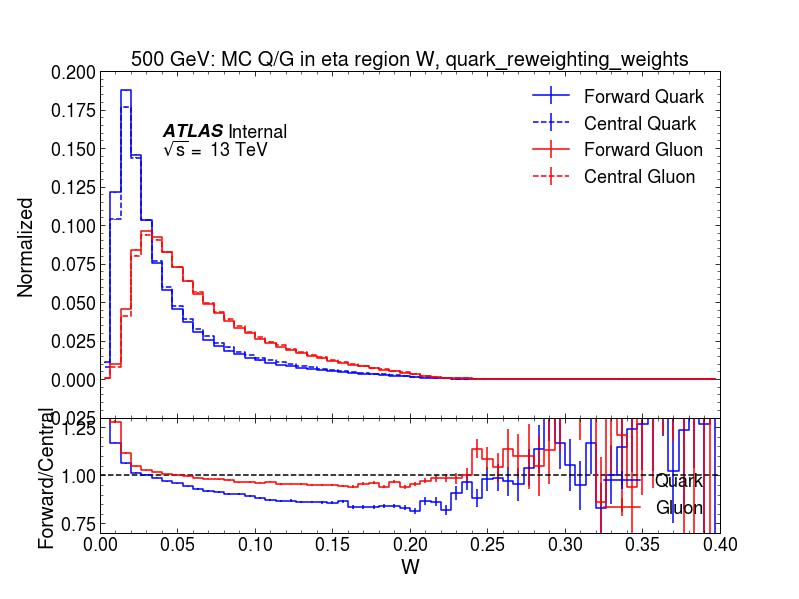 500 GeV: MC Q/G in eta region W, quark_reweighting_weights
0.200
0.175
0.150
0.125
0.100
0.075
0.050
0.025
0.000
0.025
Normalized
ATLAS Internal
√s = 13 TeV
Forward Quark
Central Quark
Forward Gluon
Central Gluon
1.25
1.00
0.75
Forward/Central
Quark
Gluon
0.00 0.05 0.10 0.15 0.20 0.25 0.30 0.35 0.40
W